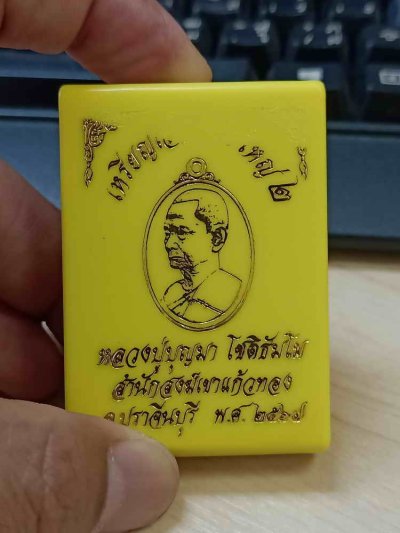 เหรียญ ๒
หลวงปู่บุญมา โชติธัมโม
สำนักสงฆ์เขาแก้วทอง
จ.ปราจีนบุรี พ.ศ.